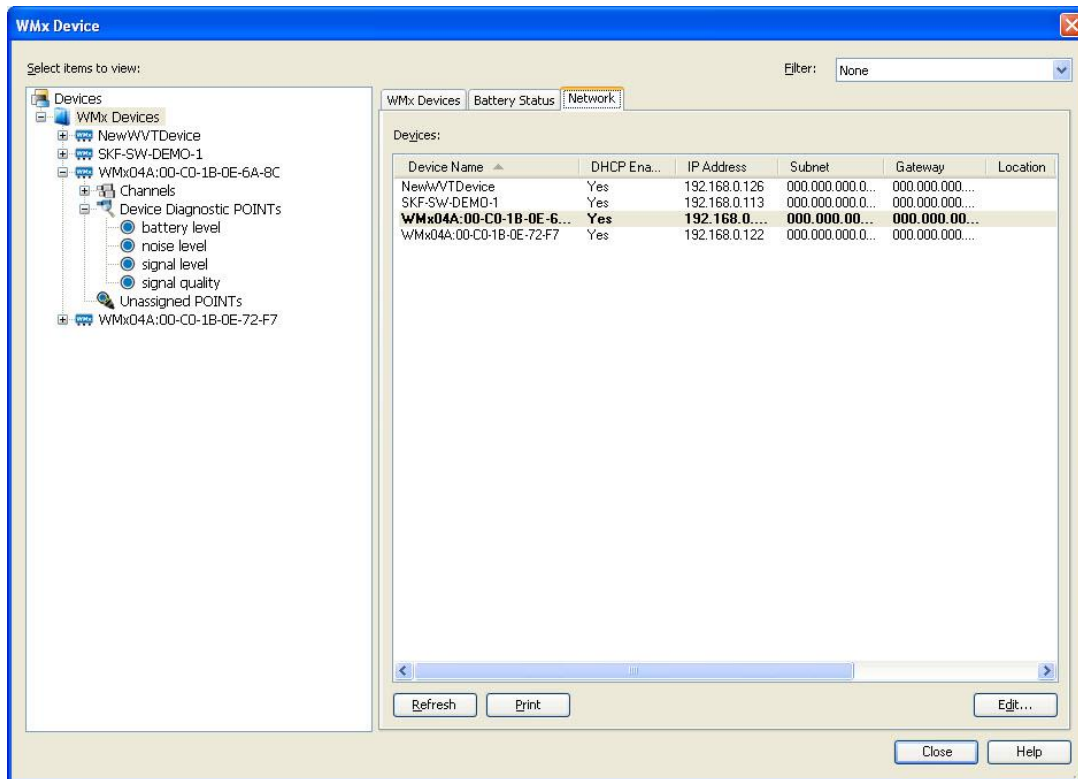 WMx Device
Select items to view:
Filter: None
Devices
WMx Devices
NewWVTDevice
SKF-SW-DEMO-1
WMx04A:00-C0-1B-0E-6A-8C
Channels
Device Diagnostic POINTs
battery level
noise level
signal level
signal quality
Unassigned POINTs
WMx04A:00-C0-1B-0E-72-F7
WMx Devices Battery Status Network
Devices:
Device Name DHCP Ena... IP Address Subnet Gateway Location
NewWVTDevice Yes 192.168.0.126 000.000.000.0... 000.000.000....
SKF-SW-DEMO-1 Yes 192.168.0.113 000.000.000.0... 000.000.000....
WMx04A:00-C0-1B-0E-6... Yes 192.168.0.... 000.000.00... 000.000.00...
WMx04A:00-C0-1B-0E-72-F7 Yes 192.168.0.122 000.000.000.0... 000.000.000....
Refresh Print Edit...
Close Help